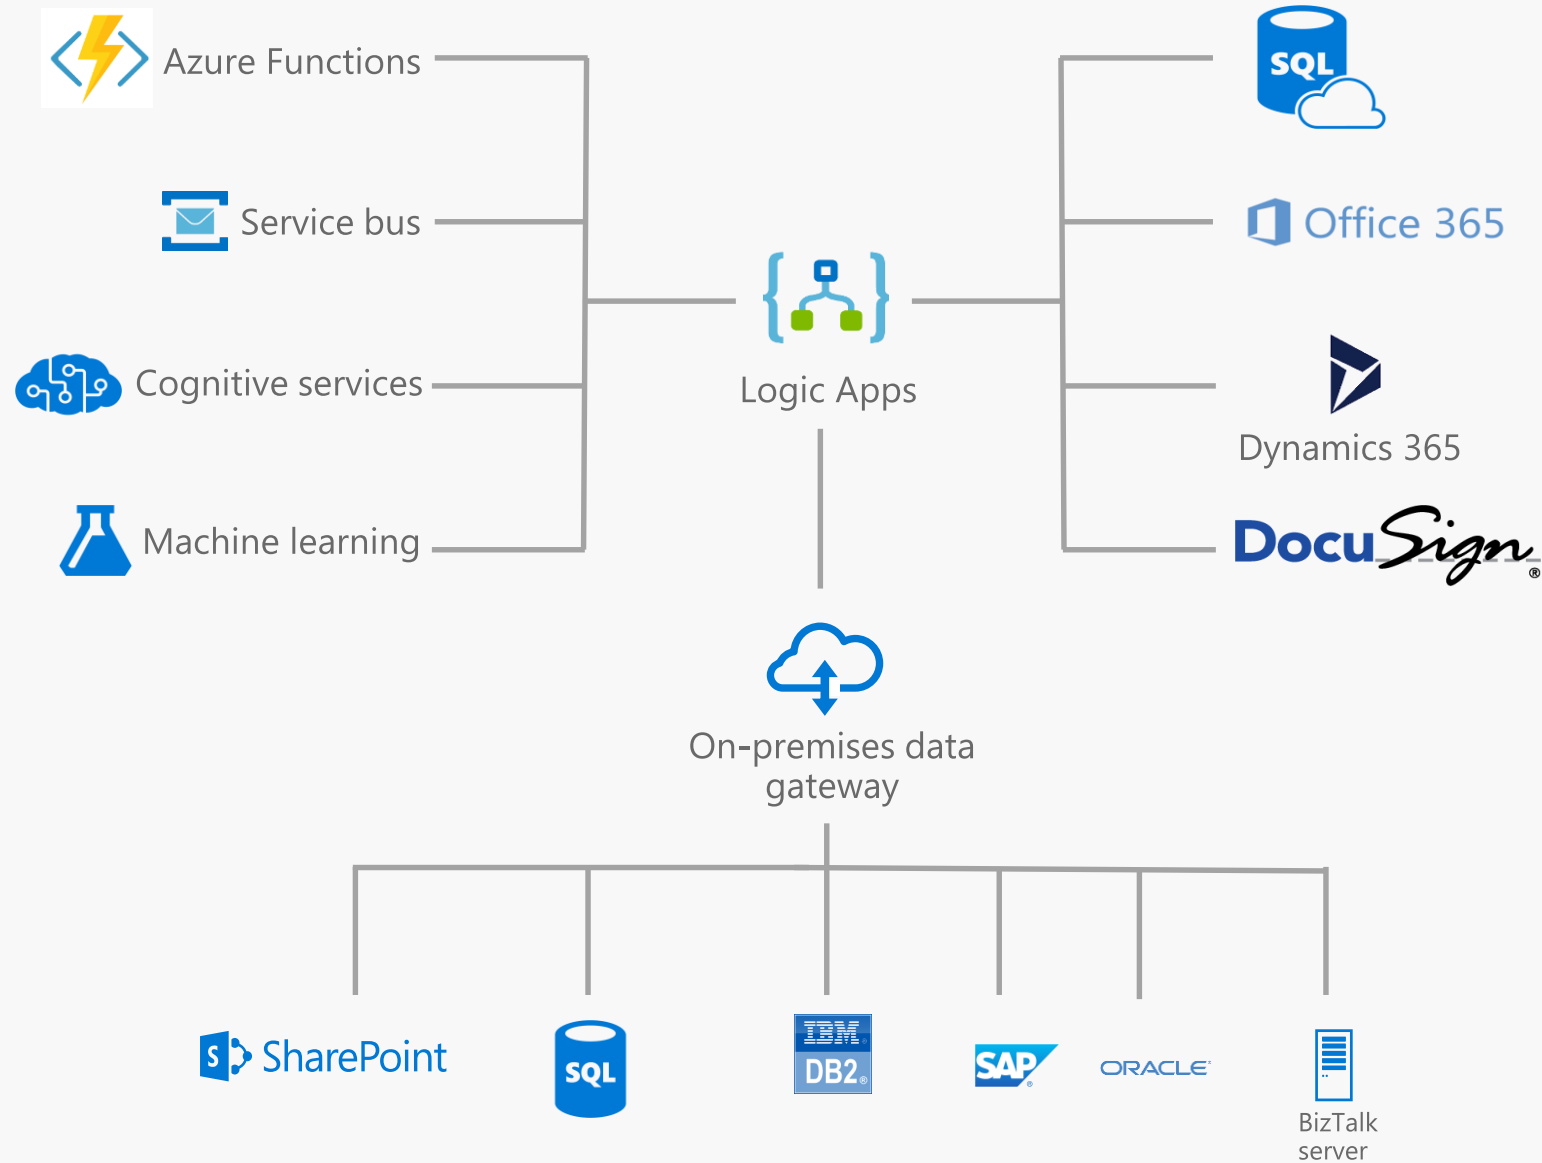 Azure Functions
SQL
Service bus
Office 365
Cognitive services
Logic Apps
Dynamics 365
Machine learning
DocuSign®
On-premises data
gateway
S SharePoint
SQL
IBM®
DB2®
SAP®
ORACLE®
BizTalk
server